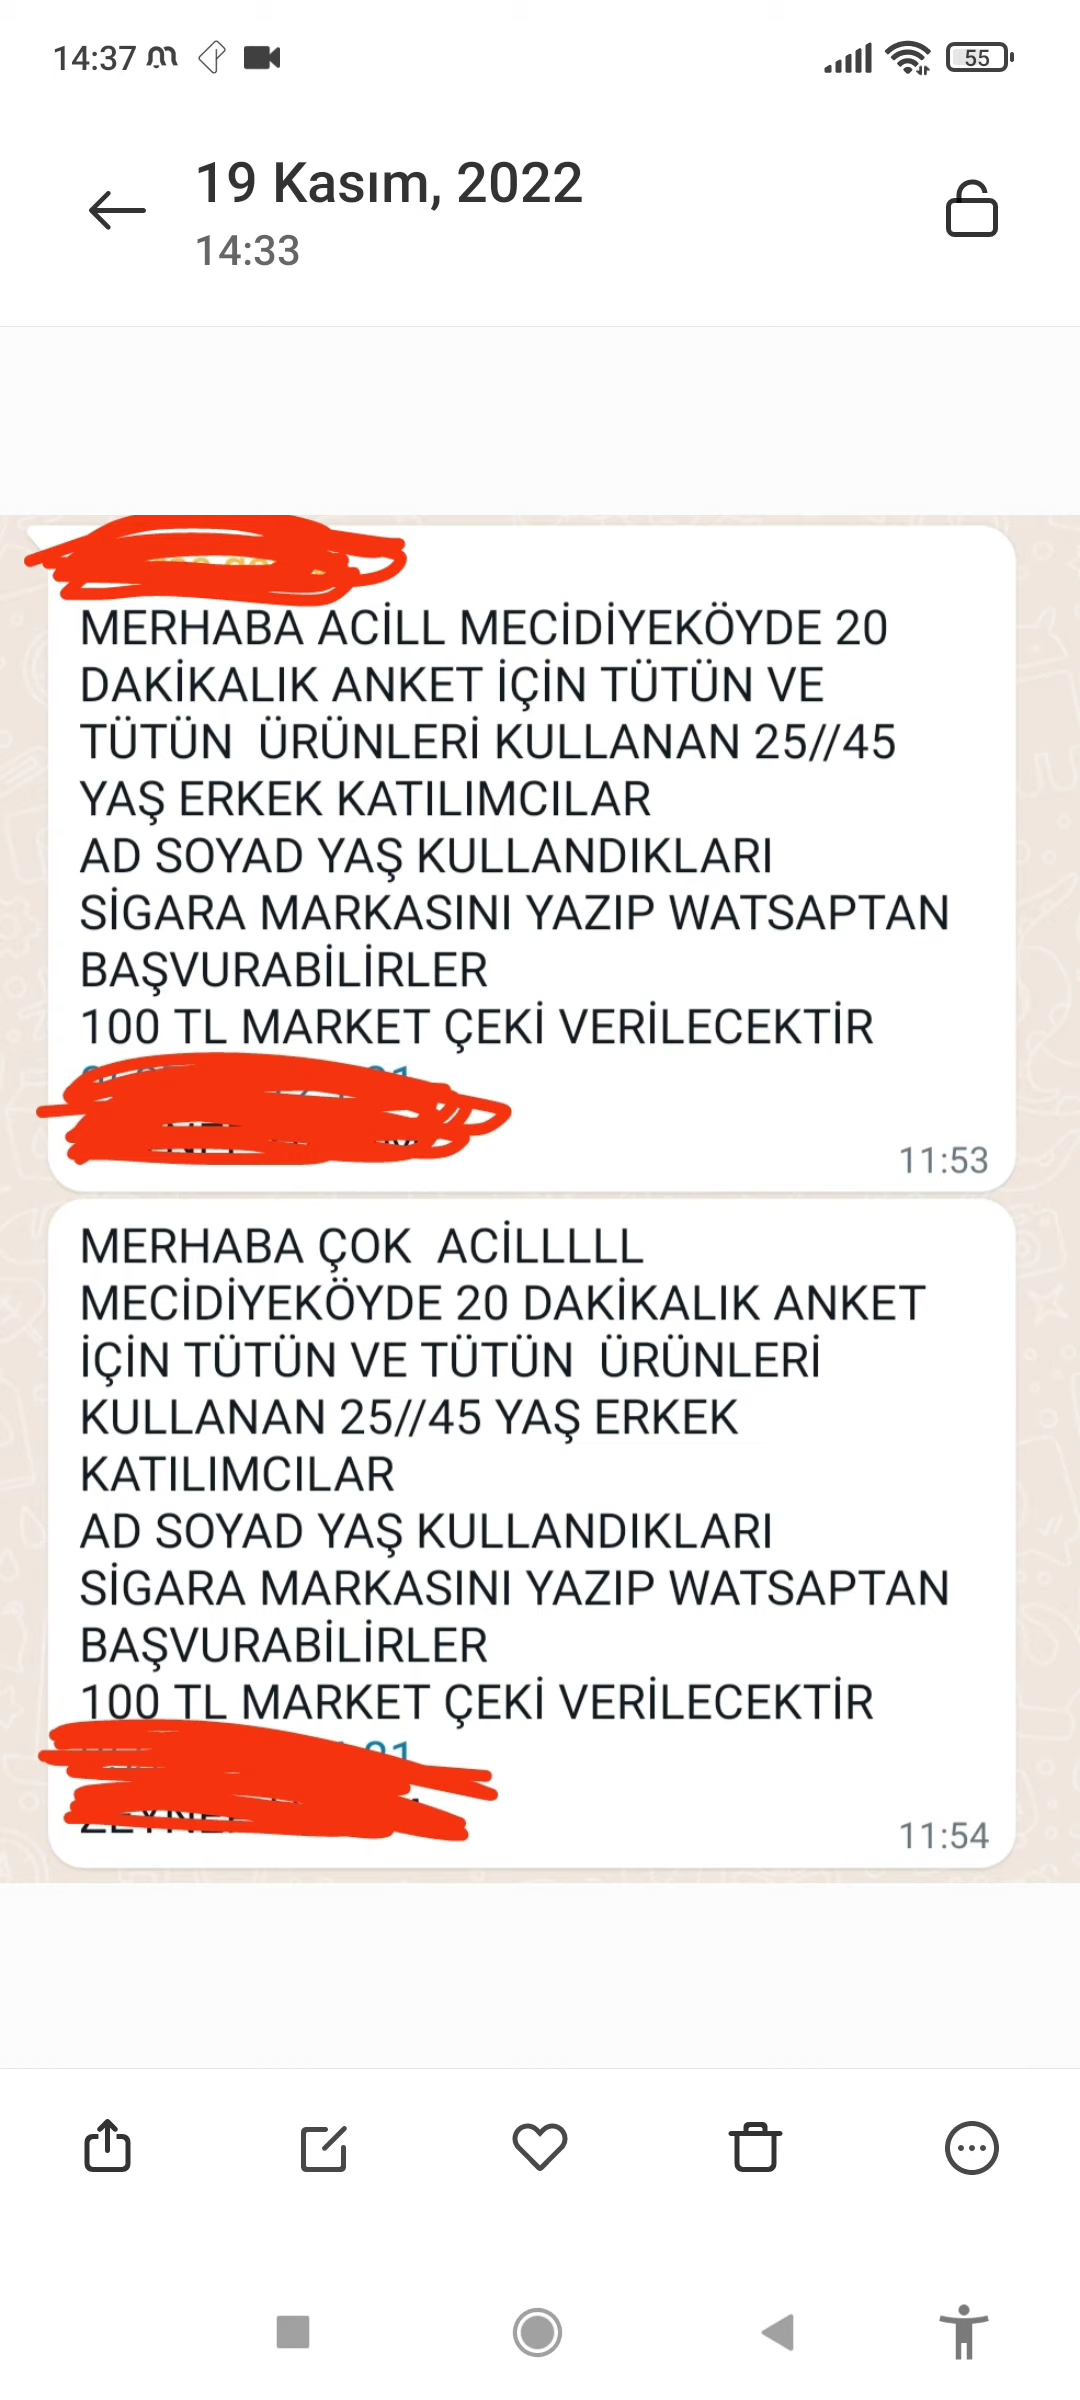 14:37
55
19 Kasım, 2022
14:33
MERHABA ACİLL MECİDİYEKÖYDE 20
DAKİKALIK ANKET İÇİN TÜTÜN VE
TÜTÜN  ÜRÜNLERİ KULLANAN 25//45
YAŞ ERKEK KATILIMCILAR
AD SOYAD YAŞ KULLANDIKLARI
SİGARA MARKASINI YAZIP WATSAPTAN
BAŞVURABİLİRLER
100 TL MARKET ÇEKİ VERİLECEKTİR
11:53
MERHABA ÇOK  ACİLLLLL
MECİDİYEKÖYDE 20 DAKİKALIK ANKET
İÇİN TÜTÜN VE TÜTÜN  ÜRÜNLERİ
KULLANAN 25//45 YAŞ ERKEK
KATILIMCILAR
AD SOYAD YAŞ KULLANDIKLARI
SİGARA MARKASINI YAZIP WATSAPTAN
BAŞVURABİLİRLER
100 TL MARKET ÇEKİ VERİLECEKTİR
11:54